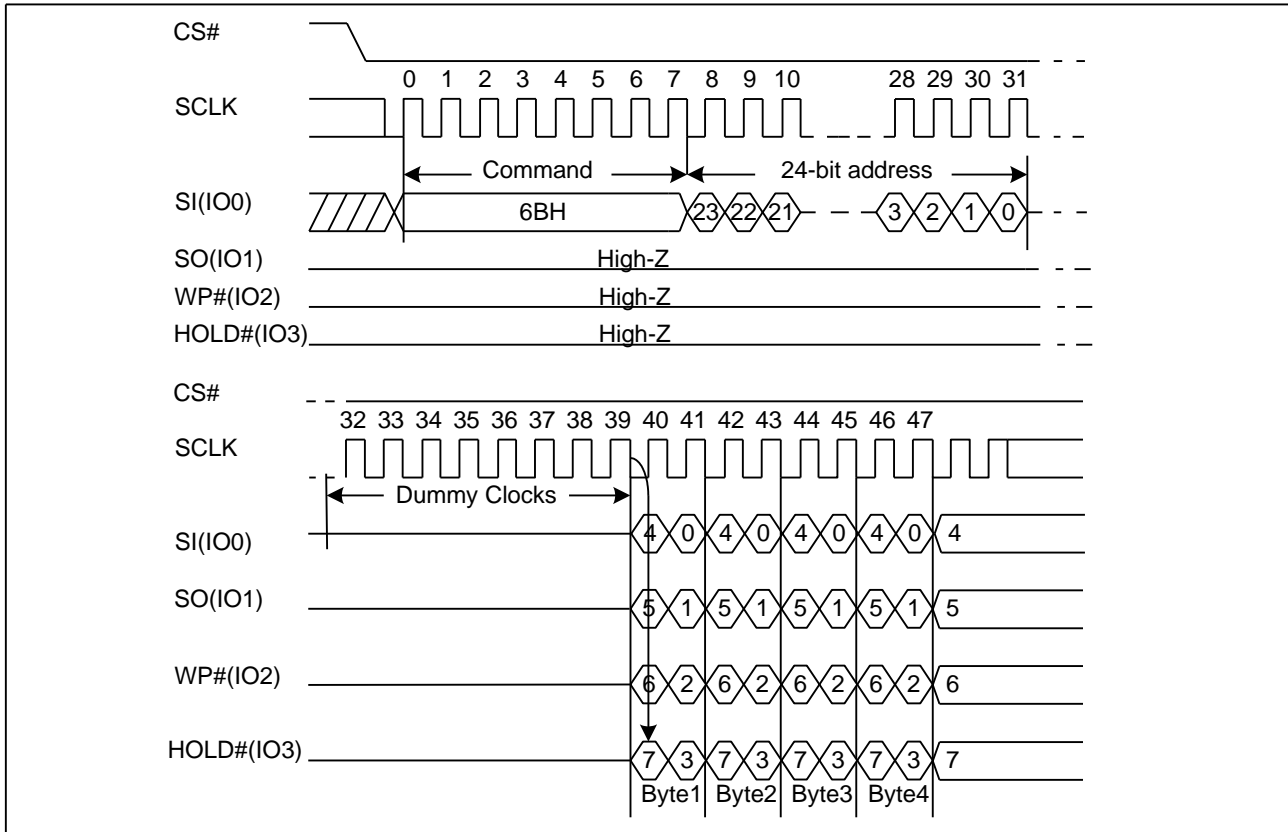 CS#
0 1 2 3 4 5 6 7 8 9 10 28 29 30 31
SCLK
Command 24-bit address
SI(IO0) 6BH 23 22 21 3 2 1 0
SO(IO1) High-Z
WP#(IO2) High-Z
HOLD#(IO3) High-Z
CS#
32 33 34 35 36 37 38 39 40 41 42 43 44 45 46 47
SCLK
Dummy Clocks
SI(IO0) 4 0 4 0 4 0 4 0 4
SO(IO1) 5 1 5 1 5 1 5 1 5
WP#(IO2) 6 2 6 2 6 2 6 2 6
HOLD#(IO3) 7 3 7 3 7 3 7 3 7
Byte1 Byte2 Byte3 Byte4